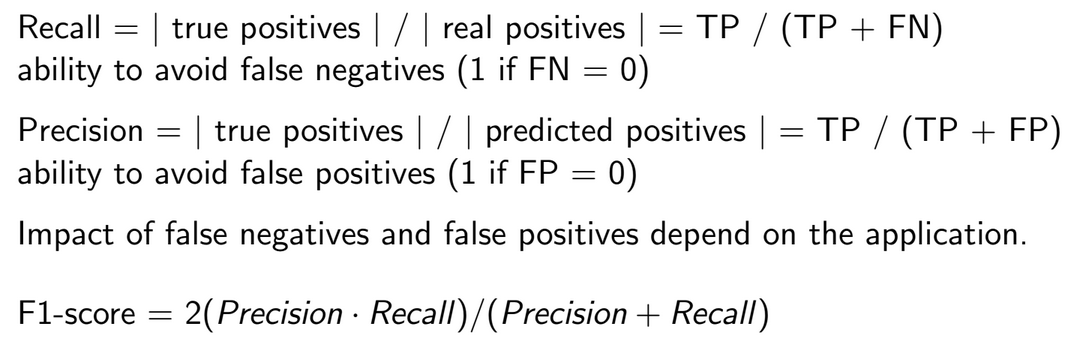 Recall = | true positives | / | real positives | = TP / (TP + FN)
ability to avoid false negatives (1 if FN = 0)
Precision = | true positives | / | predicted positives | = TP / (TP + FP)
ability to avoid false positives (1 if FP = 0)
Impact of false negatives and false positives depend on the application.
F1-score = 2(Precision · Recall)/(Precision + Recall)